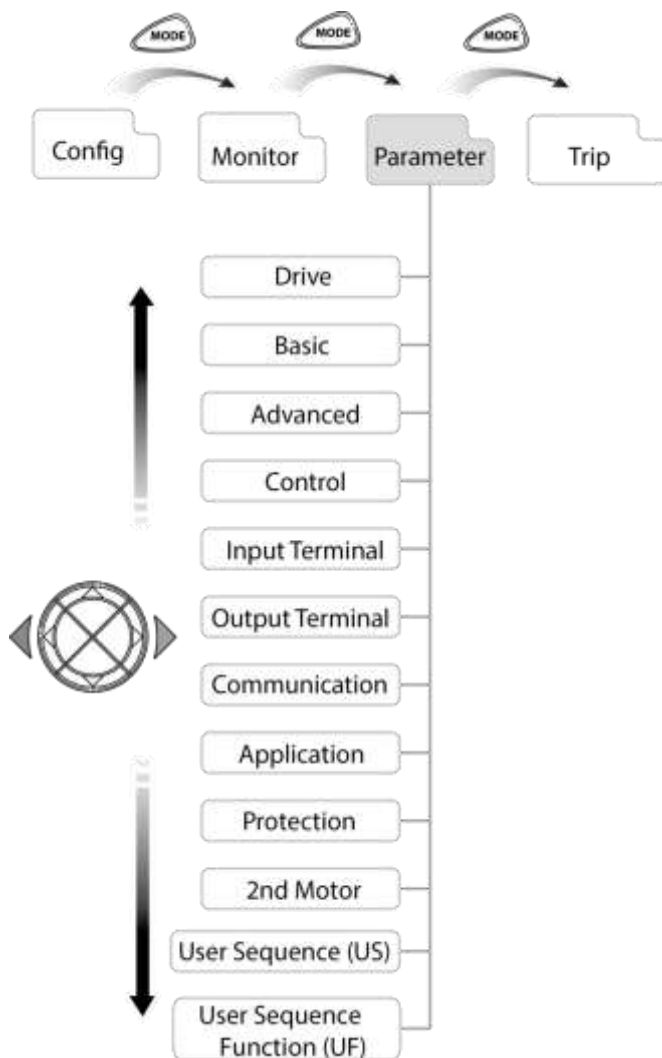 MODE
MODE
MODE
Config
Monitor
Parameter
Trip
Drive
Basic
Advanced
Control
Input Terminal
Output Terminal
Communication
Application
Protection
2nd Motor
User Sequence (US)
User Sequence
Function (UF)